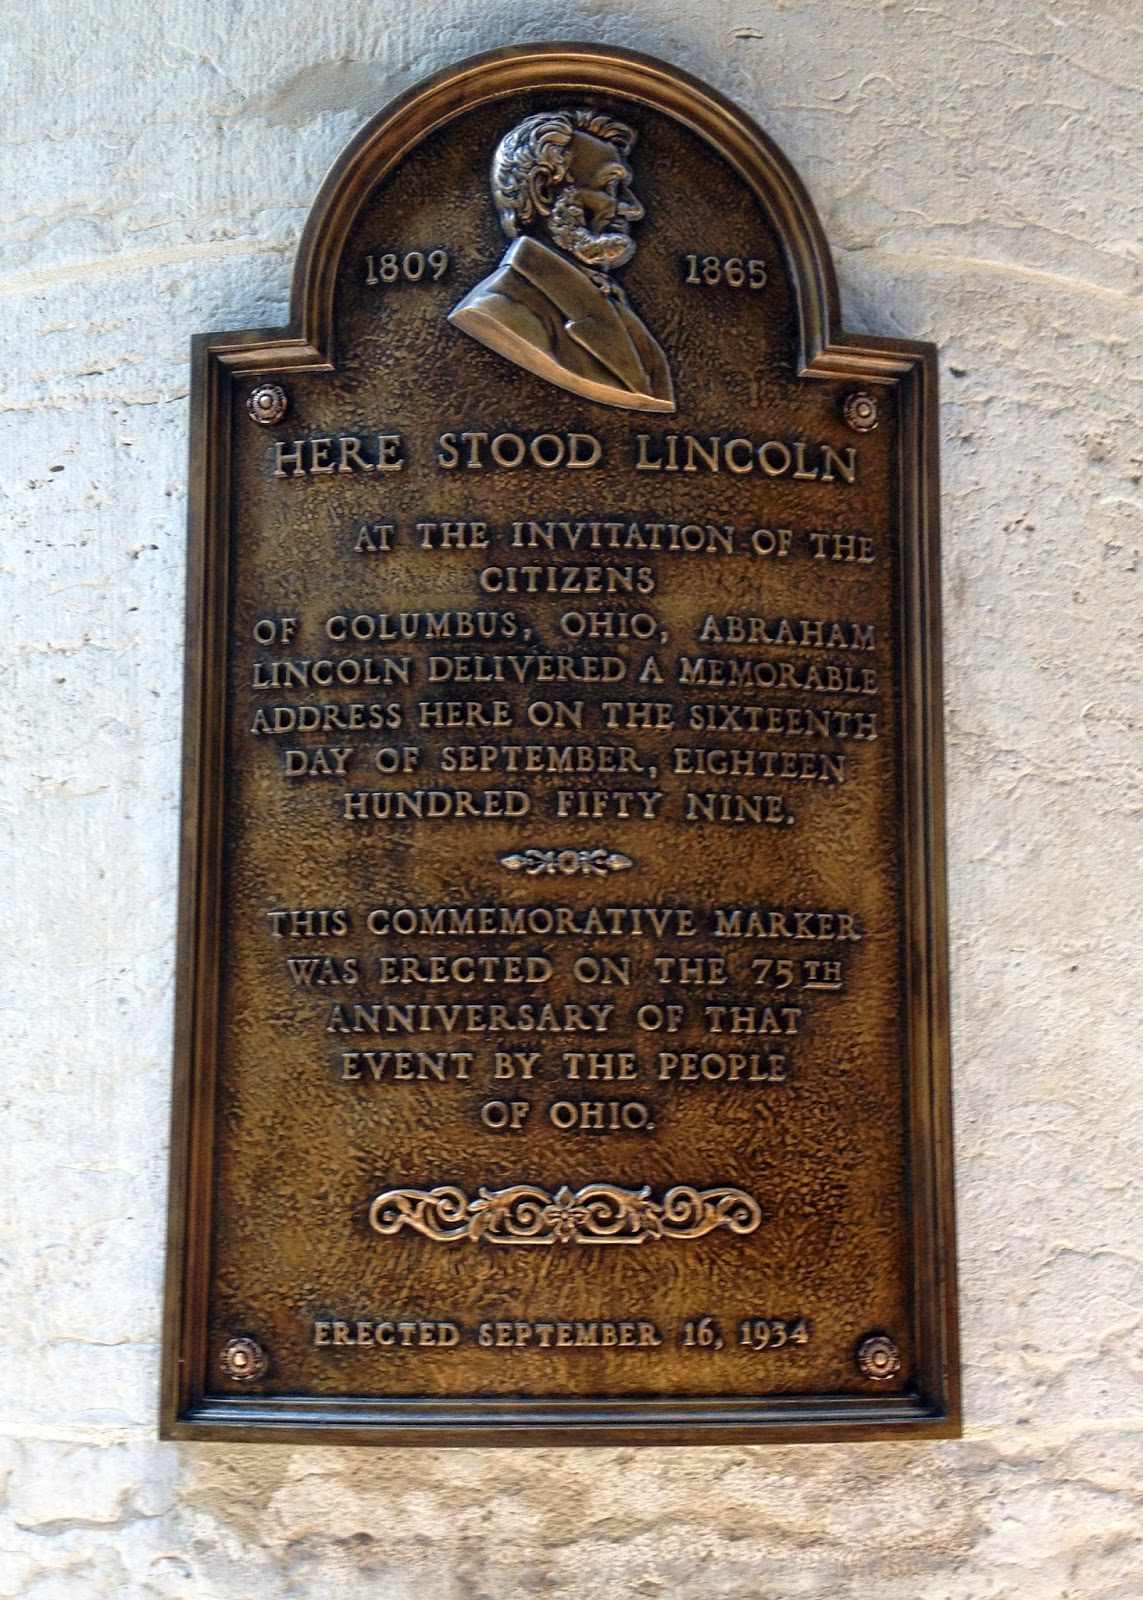 1809 1865
HERE STOOD LINCOLN
AT THE INVITATION OF THE
CITIZENS
OF COLUMBUS, OHIO, ABRAHAM
LINCOLN DELIVERED A MEMORABLE
ADDRESS HERE ON THE SIXTEENTH
DAY OF SEPTEMBER, EIGHTEEN
HUNDRED FIFTY NINE.
THIS COMMEMORATIVE MARKER
WAS ERECTED ON THE 75TH
ANNIVERSARY OF THAT
EVENT BY THE PEOPLE
OF OHIO.
ERECTED SEPTEMBER 16, 1934